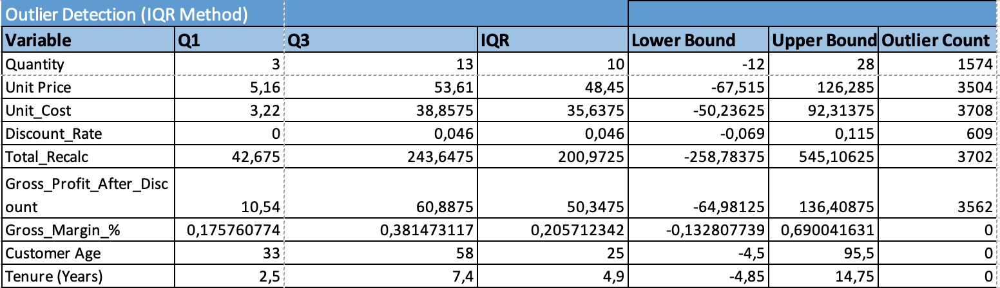 Outlier Detection (IQR Method)
Variable Q1 Q3 IQR Lower Bound Upper Bound Outlier Count
Quantity 3 13 10 -12 28 1574
Unit Price 5,16 53,61 48,45 -67,515 126,285 3504
Unit_Cost 3,22 38,8575 35,6375 -50,23625 92,31375 3708
Discount_Rate 0 0,046 0,046 -0,069 0,115 609
Total_Recalc 42,675 243,6475 200,9725 -258,78375 545,10625 3702
Gross_Profit_After_Disc
ount 10,54 60,8875 50,3475 -64,98125 136,40875 3562
Gross_Margin_% 0,175760774 0,381473117 0,205712342 -0,132807739 0,690041631 0
Customer Age 33 58 25 -4,5 95,5 0
Tenure (Years) 2,5 7,4 4,9 -4,85 14,75 0